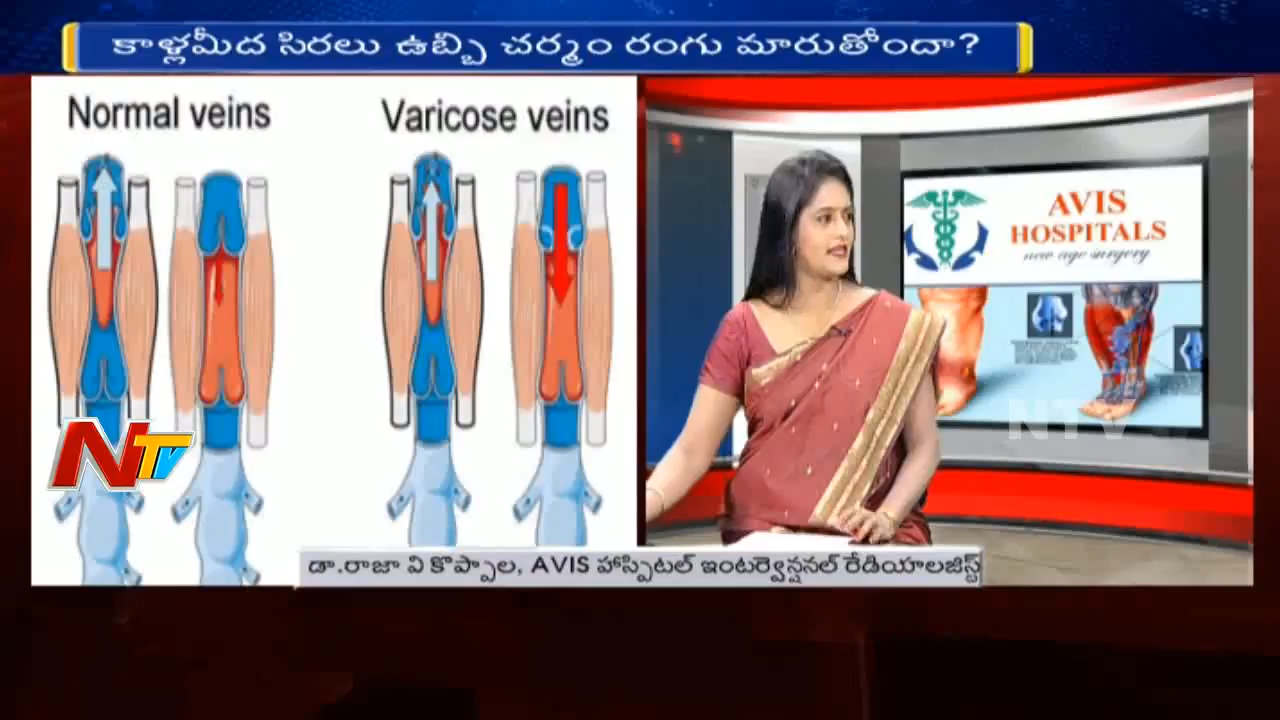 కాళ్లమీద సిరలు ఉబ్బి చర్మం రంగు మారుతోందా?
Normal veins
Varicose veins
AVIS
HOSPITALS
new age surgery
NTV
NTV
డా.రాజా వి కొప్పాల, AVIS హాస్పిటల్ ఇంటర్వెన్షనల్ రేడియాలజిస్ట్